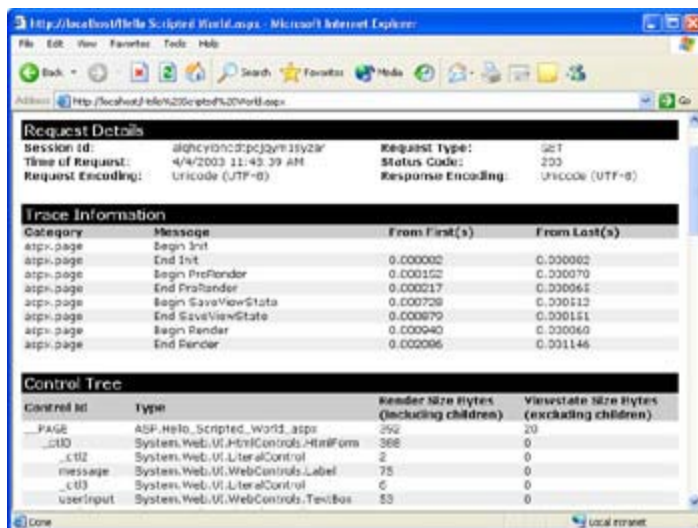 http://localhost/Hello Scripted World.aspx - Microsoft Internet Explorer
File Edit View Favorites Tools Help
Back Search Favorites Media
Address http://localhost/Hello%20Scripted%20World.aspx Go
Request Details
Session Id: Request Type: GET
Time of Request: 4/4/2003 11:43:39 AM Status Code: 200
Request Encoding: Unicode (UTF-8) Response Encoding: Unicode (UTF-8)
Trace Information
Category Message From First(s) From Last(s)
aspx.page Begin Init
aspx.page End Init 0.000002 0.000002
aspx.page Begin PreRender 0.000152 0.000070
aspx.page End PreRender 0.000217 0.000065
aspx.page Begin SaveViewState 0.000728 0.000512
aspx.page End SaveViewState 0.000879 0.000151
aspx.page Begin Render 0.000940 0.000060
aspx.page End Render 0.002086 0.001146
Control Tree
Control Id Type Render Size Bytes (including children) Viewstate Size Bytes (excluding children)
__PAGE ASP.Hello_Scripted_World_aspx 392 20
_ctl0 System.Web.UI.HtmlControls.HtmlForm 388 0
_ctl2 System.Web.UI.LiteralControl 2 0
message System.Web.UI.WebControls.Label 75 0
_ctl3 System.Web.UI.LiteralControl 6 0
userInput System.Web.UI.WebControls.TextBox 53 0
Done Local intranet